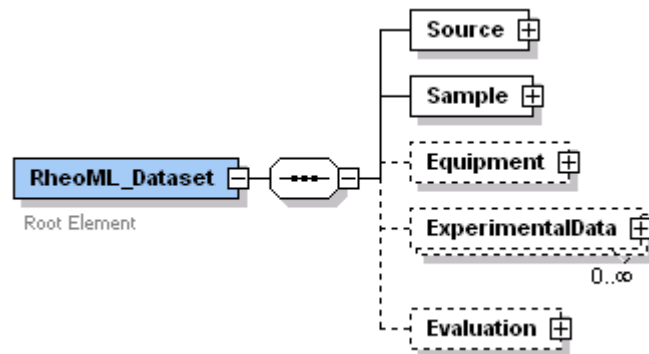 Source
Sample
RheoML_Dataset
Root Element
Equipment
ExperimentalData
0..∞
Evaluation